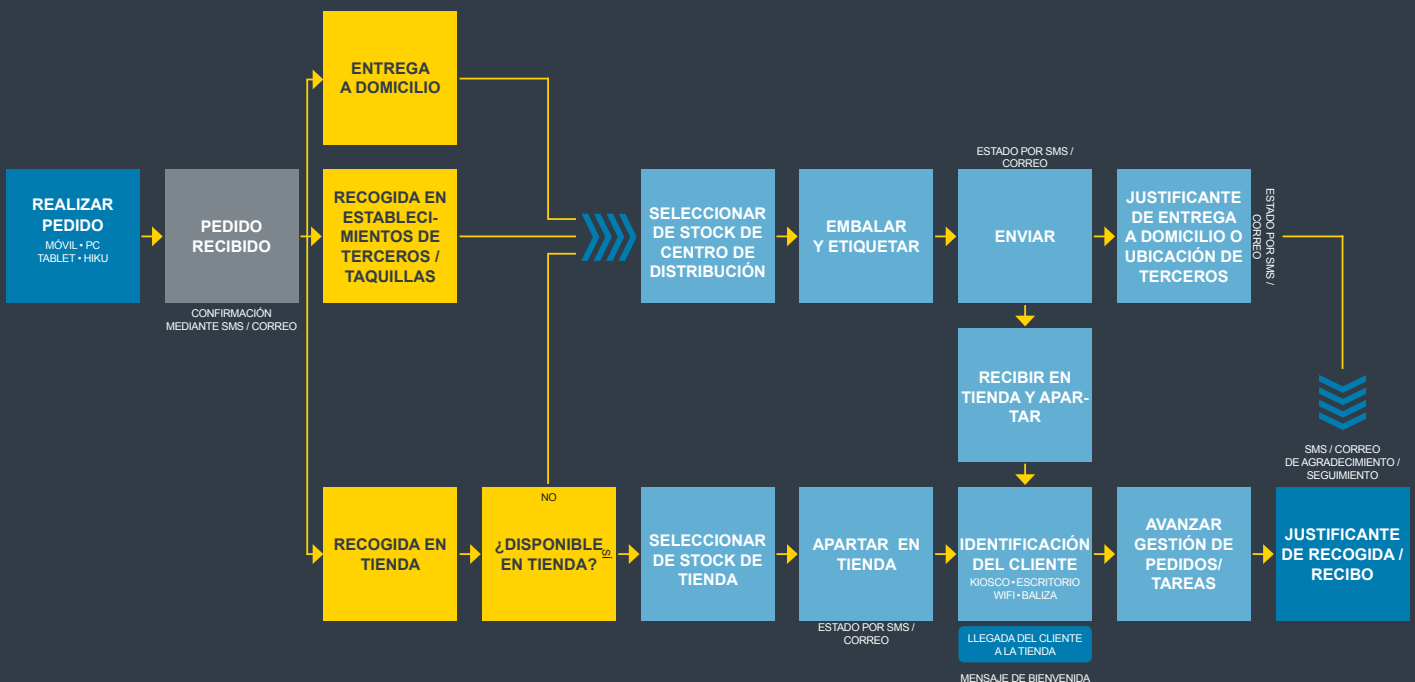 ENTREGA
A DOMICILIO
REALIZAR
PEDIDO
MÓVIL • PC
TABLET • HIKU
PEDIDO
RECIBIDO
CONFIRMACIÓN
MEDIANTE SMS / CORREO
RECOGIDA EN
ESTABLECI-
MIENTOS DE
TERCEROS /
TAQUILLAS
SELECCIONAR
DE STOCK DE
CENTRO DE
DISTRIBUCIÓN
EMBALAR
Y ETIQUETAR
ESTADO POR SMS /
CORREO
ENVIAR
JUSTIFICANTE
DE ENTREGA
A DOMICILIO O
UBICACIÓN DE
TERCEROS
ESTADO POR SMS /
CORREO
RECIBIR EN
TIENDA Y APAR-
TAR
SMS / CORREO
DE AGRADECIMIENTO /
SEGUIMIENTO
RECOGIDA EN
TIENDA
NO
¿DISPONIBLE
EN TIENDA?
SÍ
SELECCIONAR
DE STOCK DE
TIENDA
APARTAR EN
TIENDA
ESTADO POR SMS /
CORREO
IDENTIFICACIÓN
DEL CLIENTE
KIOSCO • ESCRITORIO
WIFI • BALIZA
LLEGADA DEL CLIENTE
A LA TIENDA
MENSAJE DE BIENVENIDA
AVANZAR
GESTIÓN DE
PEDIDOS/
TAREAS
JUSTIFICANTE
DE RECOGIDA /
RECIBO